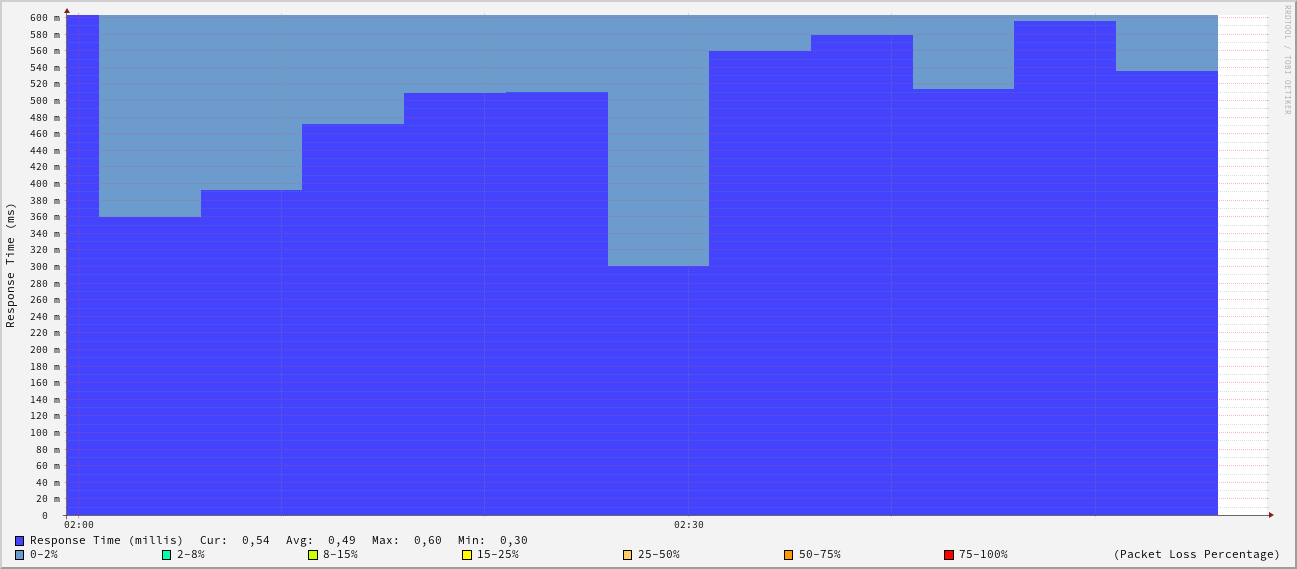 RRDTOOL / TOBI OETIKER
Response Time (ms)
600 m
580 m
560 m
540 m
520 m
500 m
480 m
460 m
440 m
420 m
400 m
380 m
360 m
340 m
320 m
300 m
280 m
260 m
240 m
220 m
200 m
180 m
160 m
140 m
120 m
100 m
80 m
60 m
40 m
20 m
0
02:00 02:30
Response Time (millis) Cur: 0,54 Avg: 0,49 Max: 0,60 Min: 0,30
0-2% 2-8% 8-15% 15-25% 25-50% 50-75% 75-100% (Packet Loss Percentage)